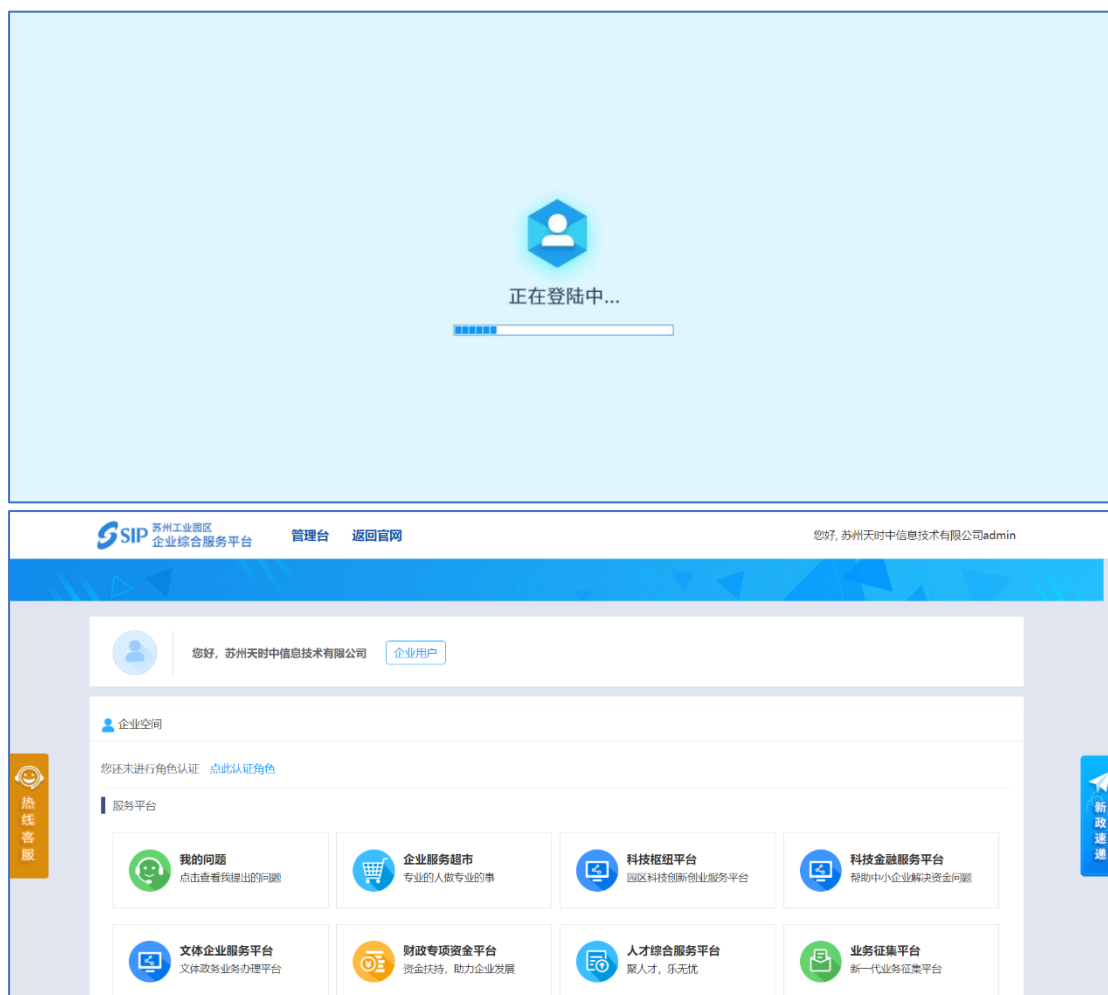 正在登陆中...
SIP 苏州工业园区
企业综合服务平台
管理台 返回官网
您好, 苏州天时中信息技术有限公司admin
您好, 苏州天时中信息技术有限公司 企业用户
企业空间
您还未进行角色认证 点此认证角色
服务平台
热线客服
新政速递
我的问题
点击查看我提出的问题
企业服务超市
专业的人做专业的事
科技枢纽平台
园区科技创新创业服务平台
科技金融服务平台
帮助中小企业解决资金问题
文体企业服务平台
文体政务业务办理平台
财政专项资金平台
资金扶持，助力企业发展
人才综合服务平台
聚人才，乐无忧
业务征集平台
新一代业务征集平台